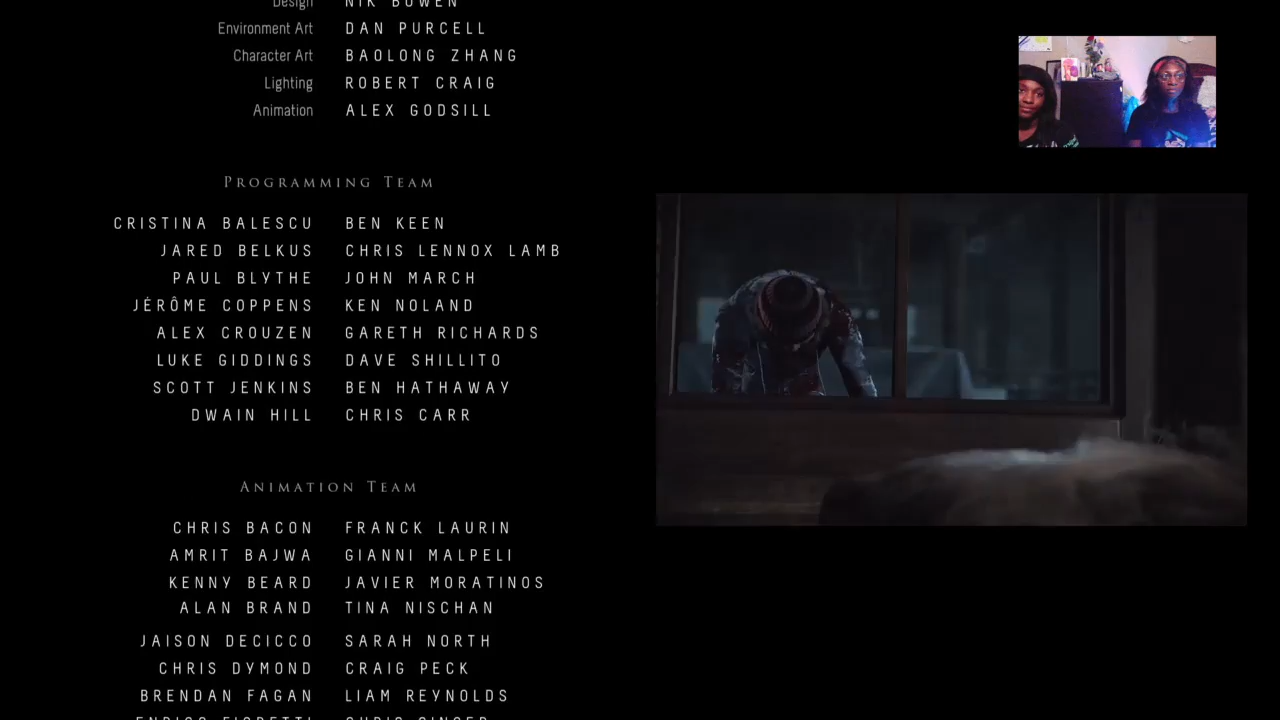 Design NIK BOWEN
Environment Art DAN PURCELL
Character Art BAOLONG ZHANG
Lighting ROBERT CRAIG
Animation ALEX GODSILL
PROGRAMMING TEAM
CRISTINA BALESCU BEN KEEN
JARED BELKUS CHRIS LENNOX LAMB
PAUL BLYTHE JOHN MARCH
JÉRÔME COPPENS KEN NOLAND
ALEX CROUZEN GARETH RICHARDS
LUKE GIDDINGS DAVE SHILLITO
SCOTT JENKINS BEN HATHAWAY
DWAIN HILL CHRIS CARR
ANIMATION TEAM
CHRIS BACON FRANCK LAURIN
AMRIT BAJWA GIANNI MALPELI
KENNY BEARD JAVIER MORATINOS
ALAN BRAND TINA NISCHAN
JAISON DECICCO SARAH NORTH
CHRIS DYMOND CRAIG PECK
BRENDAN FAGAN LIAM REYNOLDS